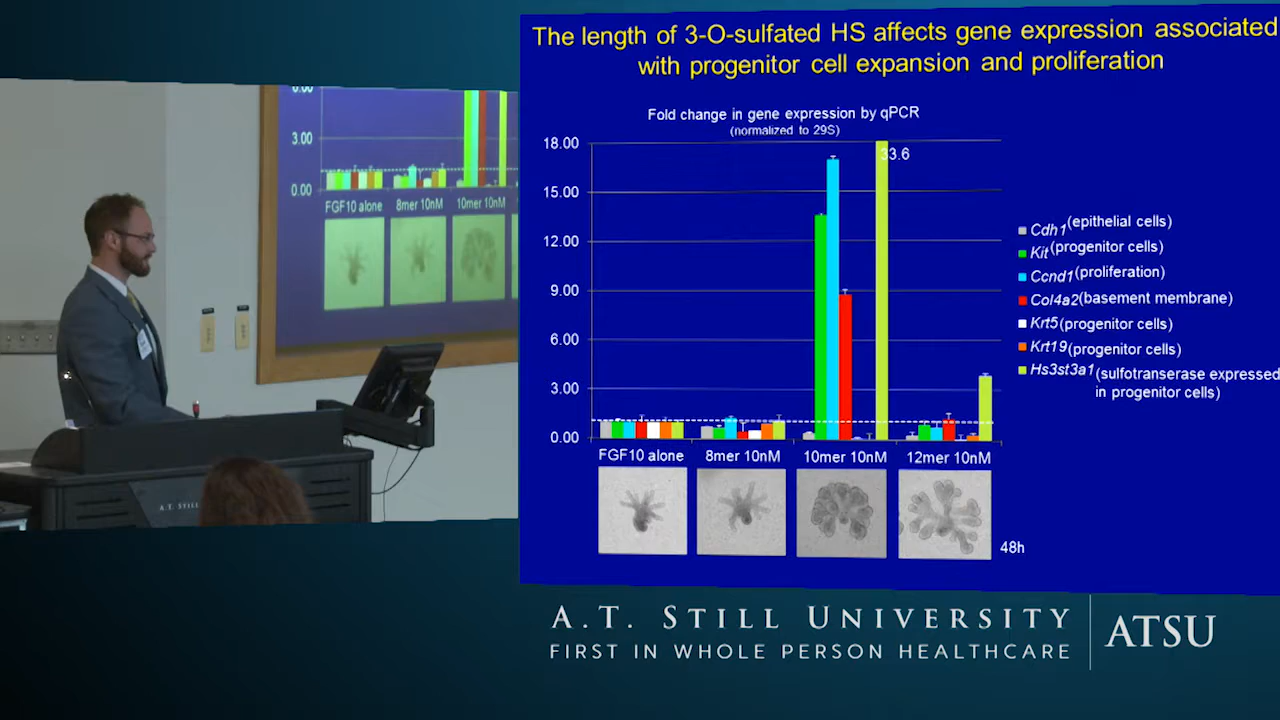 The length of 3-O-sulfated HS affects gene expression associated
with progenitor cell expansion and proliferation
Fold change in gene expression by qPCR
(normalized to 29S)
18.00
15.00
12.00
9.00
6.00
3.00
0.00
33.6
FGF10 alone
8mer 10nM
10mer 10nM
12mer 10nM
Cdh1 (epithelial cells)
Kit (progenitor cells)
Ccnd1 (proliferation)
Col4a2 (basement membrane)
Krt5 (progenitor cells)
Krt19 (progenitor cells)
Hs3st3a1 (sulfotranserase expressed
in progenitor cells)
48h
3.00
0.00
FGF10 alone
8mer 10nM
10mer 10nM
A.T. STILL
A.T. STILL UNIVERSITY
FIRST IN WHOLE PERSON HEALTHCARE
ATSU